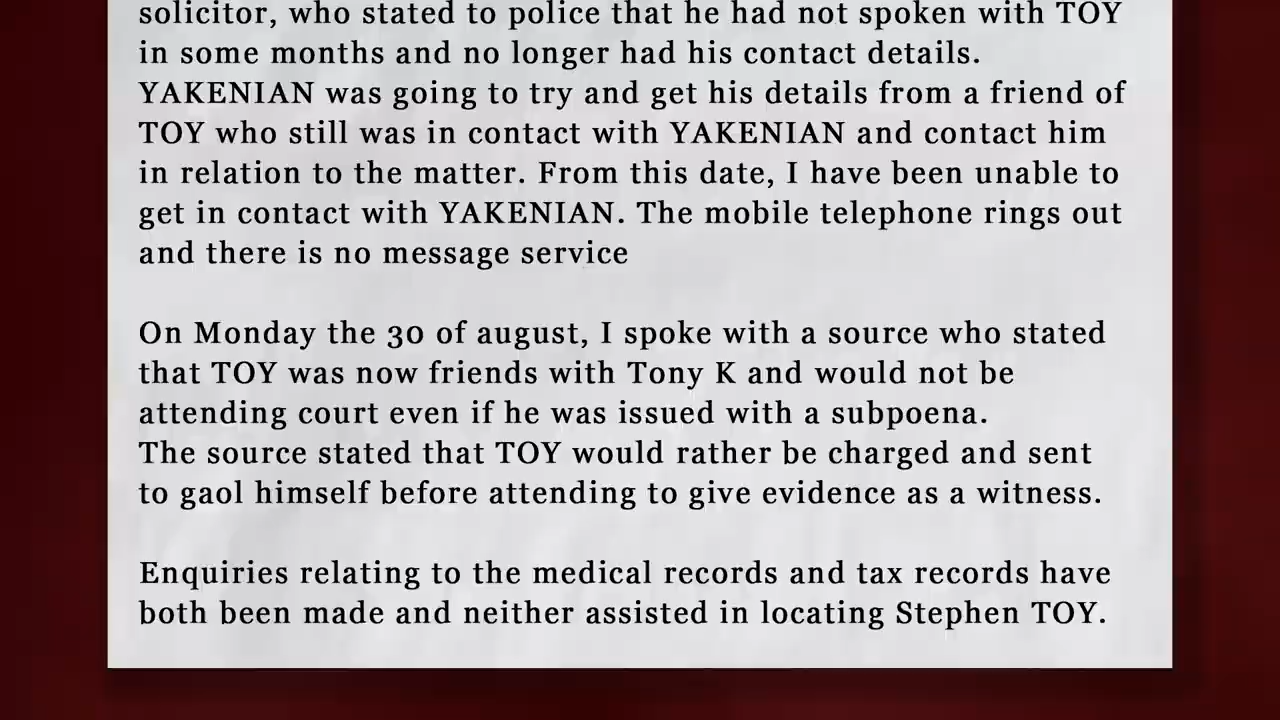 solicitor, who stated to police that he had not spoken with TOY
in some months and no longer had his contact details.
YAKENIAN was going to try and get his details from a friend of
TOY who still was in contact with YAKENIAN and contact him
in relation to the matter. From this date, I have been unable to
get in contact with YAKENIAN. The mobile telephone rings out
and there is no message service
On Monday the 30 of august, I spoke with a source who stated
that TOY was now friends with Tony K and would not be
attending court even if he was issued with a subpoena.
The source stated that TOY would rather be charged and sent
to gaol himself before attending to give evidence as a witness.
Enquiries relating to the medical records and tax records have
both been made and neither assisted in locating Stephen TOY.